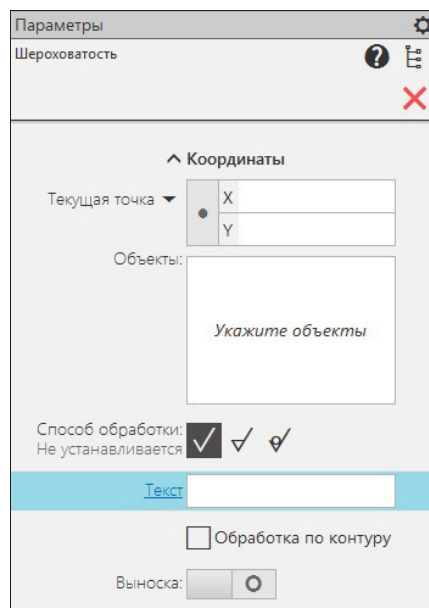 Параметры
Шероховатость
Координаты
Текущая точка
X
Y
Объекты:
Укажите объекты
Способ обработки:
Не устанавливается
Текст
Обработка по контуру
Выноска: